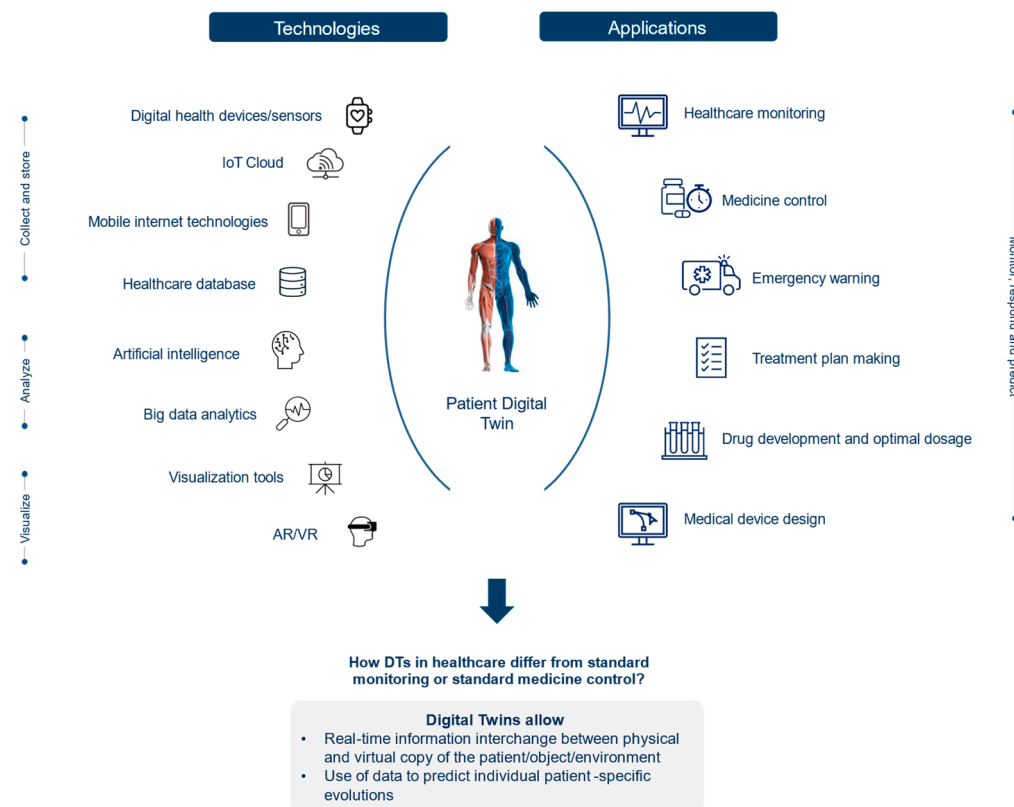 Technologies
Applications
Collect and store
Analyze
Visualize
Digital health devices/sensors
IoT Cloud
Mobile internet technologies
Healthcare database
Artificial intelligence
Big data analytics
Visualization tools
AR/VR
Patient Digital
Twin
Healthcare monitoring
Medicine control
Emergency warning
Treatment plan making
Drug development and optimal dosage
Medical device design
Monitor, respond and predict
How DTs in healthcare differ from standard
monitoring or standard medicine control?
Digital Twins allow
• Real-time information interchange between physical
and virtual copy of the patient/object/environment
• Use of data to predict individual patient-specific
evolutions